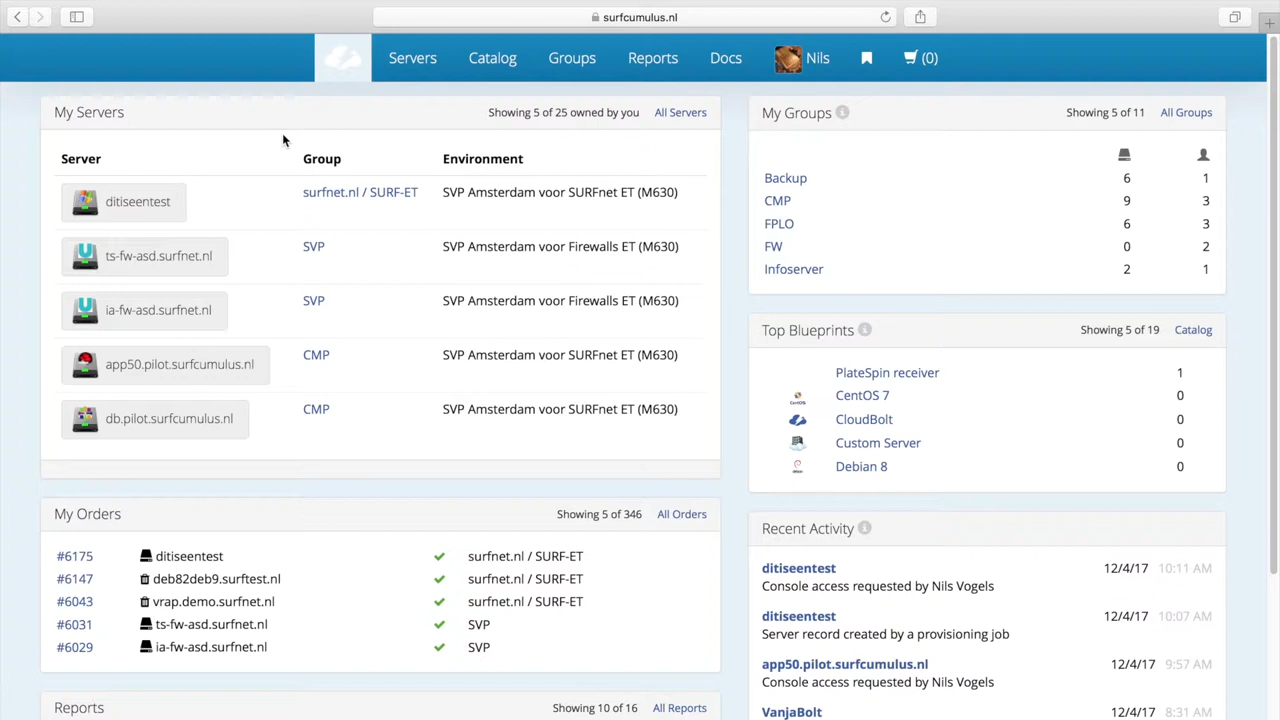 surfcumulus.nl
Servers Catalog Groups Reports Docs Nils (0)
My Servers Showing 5 of 25 owned by you All Servers
Server Group Environment
ditiseentest surfnet.nl / SURF-ET SVP Amsterdam voor SURFnet ET (M630)
ts-fw-asd.surfnet.nl SVP SVP Amsterdam voor Firewalls ET (M630)
ia-fw-asd.surfnet.nl SVP SVP Amsterdam voor Firewalls ET (M630)
app50.pilot.surfcumulus.nl CMP SVP Amsterdam voor SURFnet ET (M630)
db.pilot.surfcumulus.nl CMP SVP Amsterdam voor SURFnet ET (M630)
My Orders Showing 5 of 346 All Orders
#6175 ditiseentest surfnet.nl / SURF-ET
#6147 deb82deb9.surftest.nl surfnet.nl / SURF-ET
#6043 vrap.demo.surfnet.nl surfnet.nl / SURF-ET
#6031 ts-fw-asd.surfnet.nl SVP
#6029 ia-fw-asd.surfnet.nl SVP
Reports Showing 10 of 16 All Reports
My Groups Showing 5 of 11 All Groups
Backup 6 1
CMP 9 3
FPLO 6 3
FW 0 2
Infoserver 2 1
Top Blueprints Showing 5 of 19 Catalog
PlateSpin receiver 1
CentOS 7 0
CloudBolt 0
Custom Server 0
Debian 8 0
Recent Activity
ditiseentest 12/4/17 10:11 AM
Console access requested by Nils Vogels
ditiseentest 12/4/17 10:07 AM
Server record created by a provisioning job
app50.pilot.surfcumulus.nl 12/4/17 9:57 AM
Console access requested by Nils Vogels
VanjaBolt 12/4/17 8:31 AM